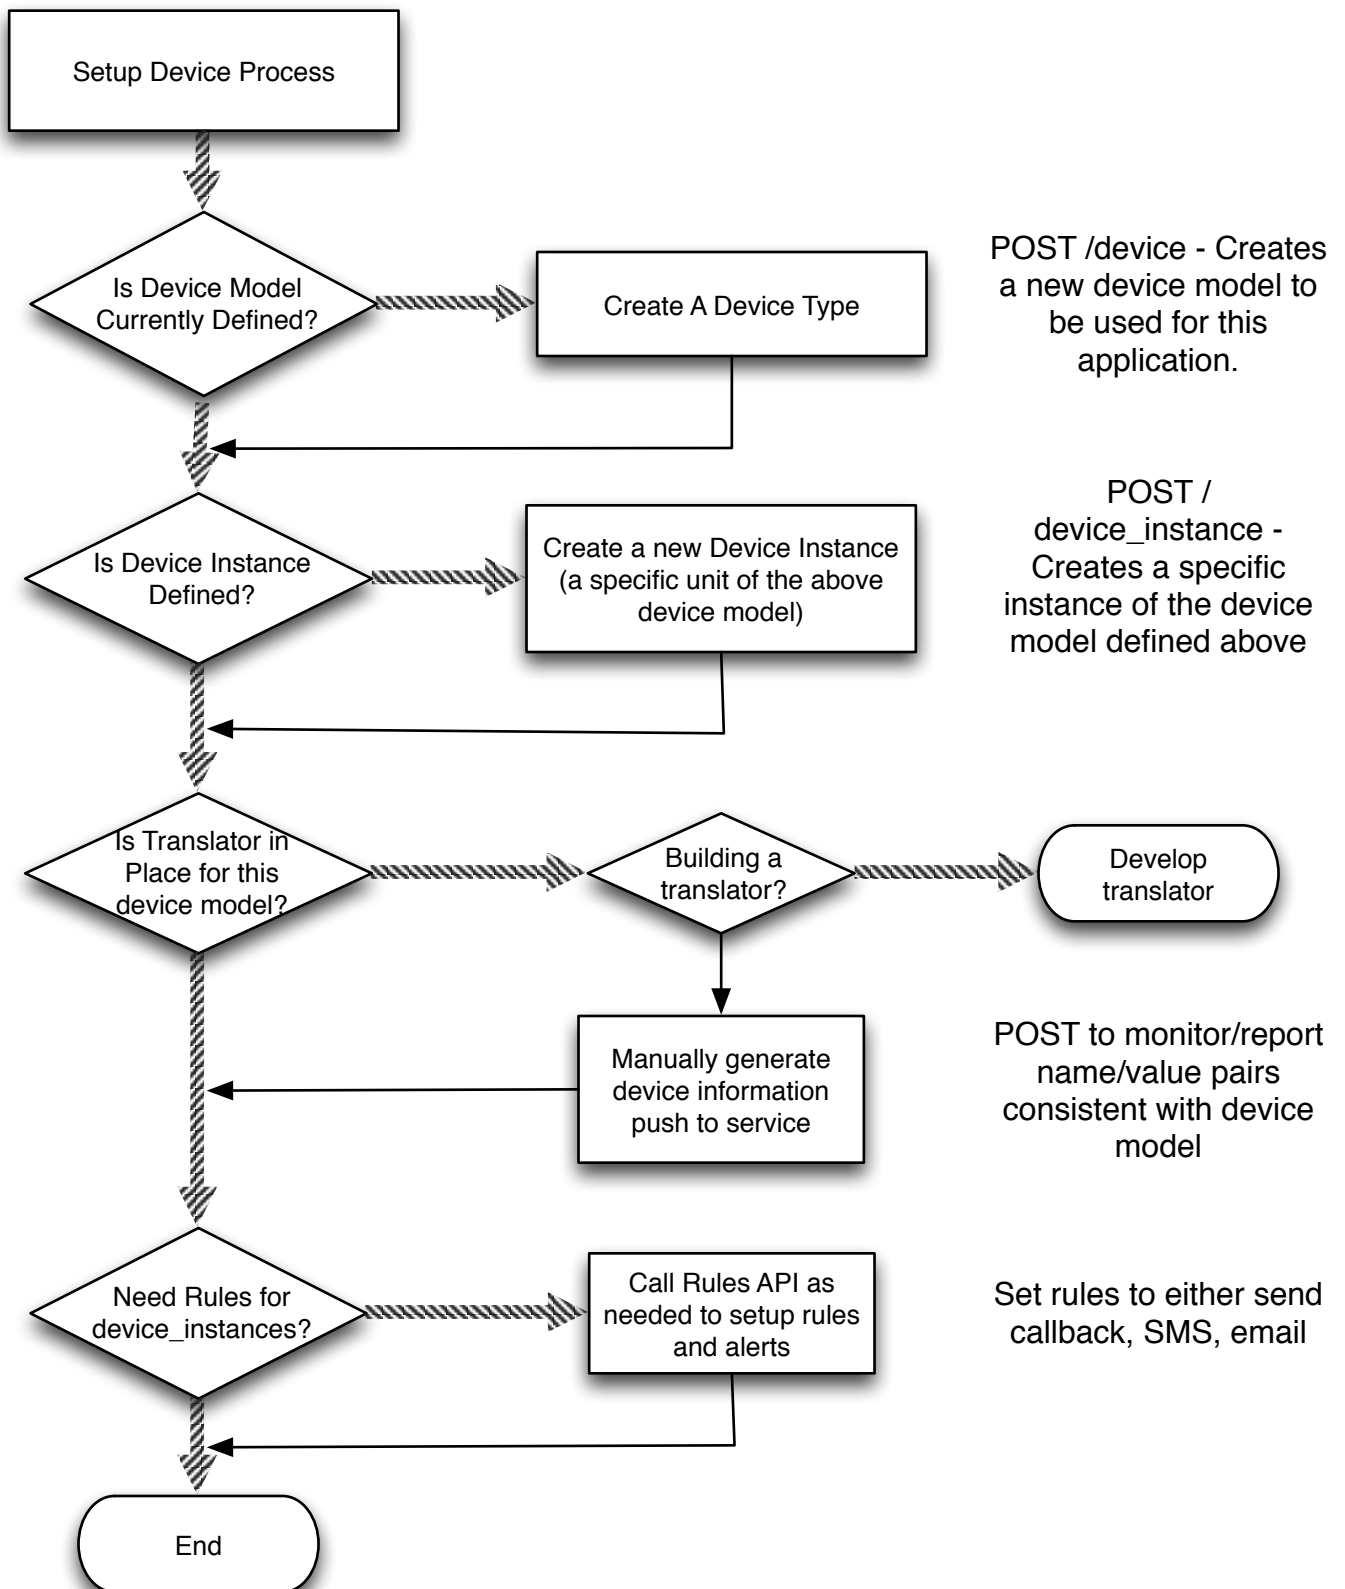 Setup Device Process
Is Device Model
Currently Defined?
Create A Device Type
POST /device - Creates
a new device model to
be used for this
application.
Is Device Instance
Defined?
Create a new Device Instance
(a specific unit of the above
device model)
POST /
device_instance -
Creates a specific
instance of the device
model defined above
Is Translator in
Place for this
device model?
Building a
translator?
Develop
translator
Manually generate
device information
push to service
POST to monitor/report
name/value pairs
consistent with device
model
Need Rules for
device_instances?
Call Rules API as
needed to setup rules
and alerts
Set rules to either send
callback, SMS, email
End